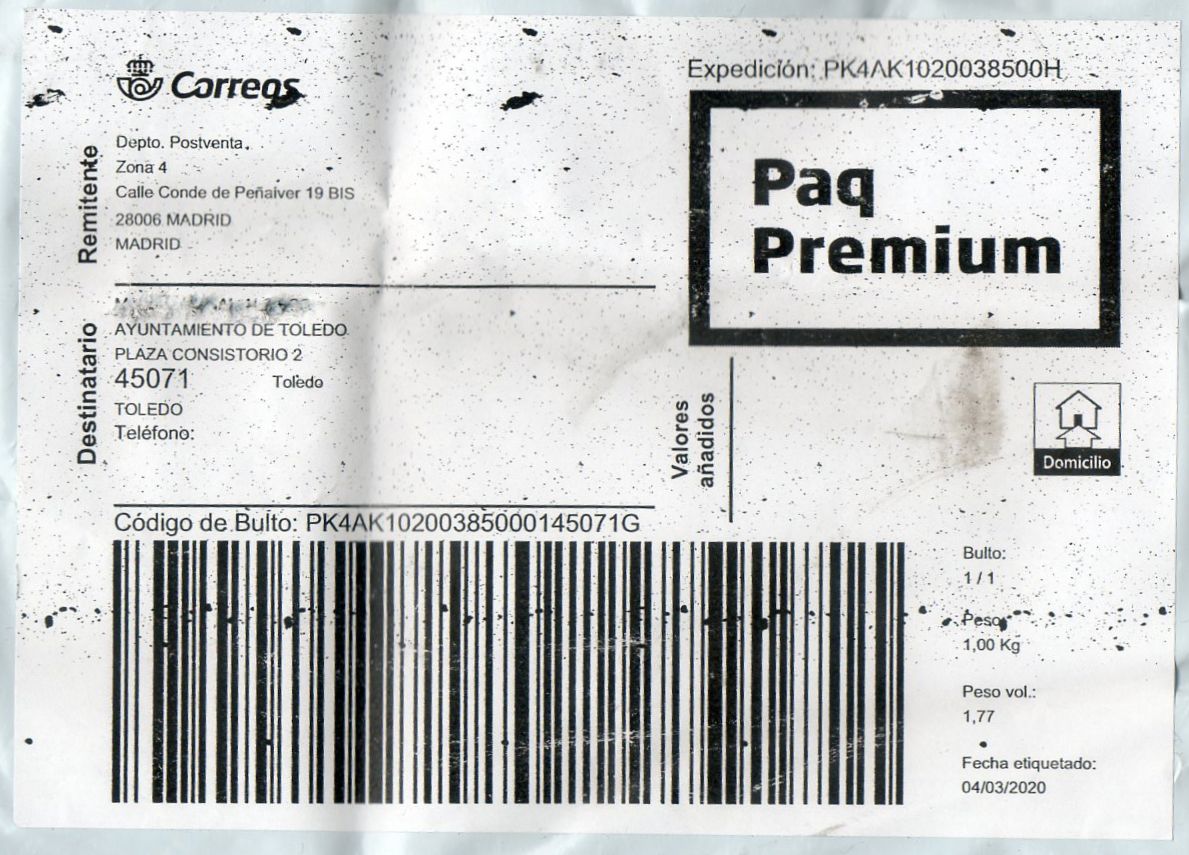 Correos
Expedición: PK4AK1020038500H
Paq
Premium
Remitente
Depto. Postventa.
Zona 4
Calle Conde de Peñalver 19 BIS
28006 MADRID
MADRID
Destinatario
AYUNTAMIENTO DE TOLEDO
PLAZA CONSISTORIO 2
45071 Toledo
TOLEDO
Teléfono:
Valores
añadidos
Domicilio
Código de Bulto: PK4AK10200385000145071G
Bulto:
1 / 1
Peso:
1,00 Kg
Peso vol.:
1,77
Fecha etiquetado:
04/03/2020